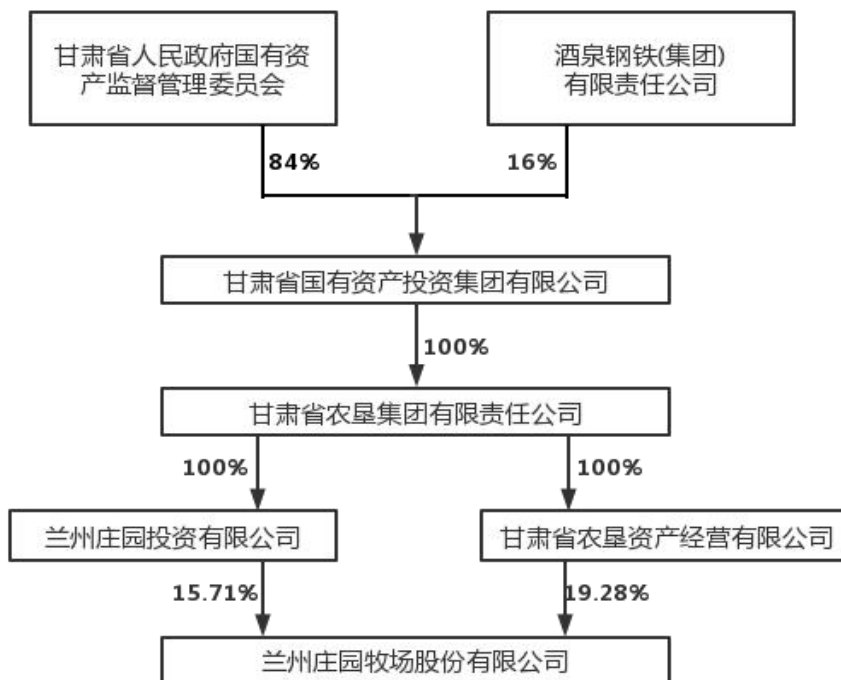 甘肃省人民政府国有资
产监督管理委员会
酒泉钢铁(集团)
有限责任公司
84%
16%
甘肃省国有资产投资集团有限公司
100%
甘肃省农垦集团有限责任公司
100%
100%
兰州庄园投资有限公司
甘肃省农垦资产经营有限公司
15.71%
19.28%
兰州庄园牧场股份有限公司